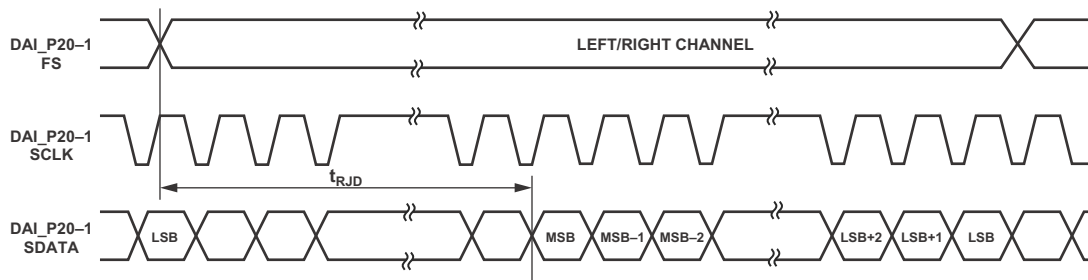 DAI_P20–1
FS
LEFT/RIGHT CHANNEL
DAI_P20–1
SCLK
tRJD
DAI_P20–1
SDATA
LSB
MSB
MSB–1
MSB–2
LSB+2
LSB+1
LSB